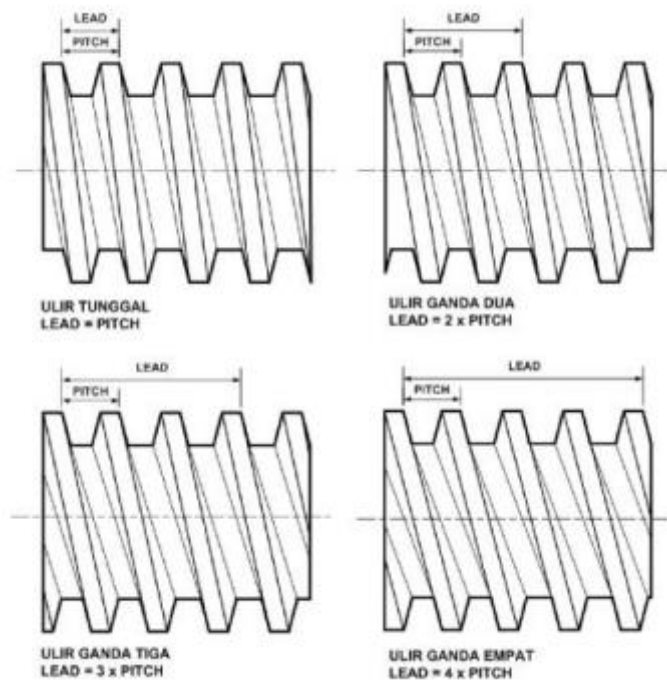 LEAD
PITCH
ULIR TUNGGAL
LEAD = PITCH
LEAD
PITCH
ULIR GANDA DUA
LEAD = 2 x PITCH
LEAD
PITCH
ULIR GANDA TIGA
LEAD = 3 x PITCH
LEAD
PITCH
ULIR GANDA EMPAT
LEAD = 4 x PITCH